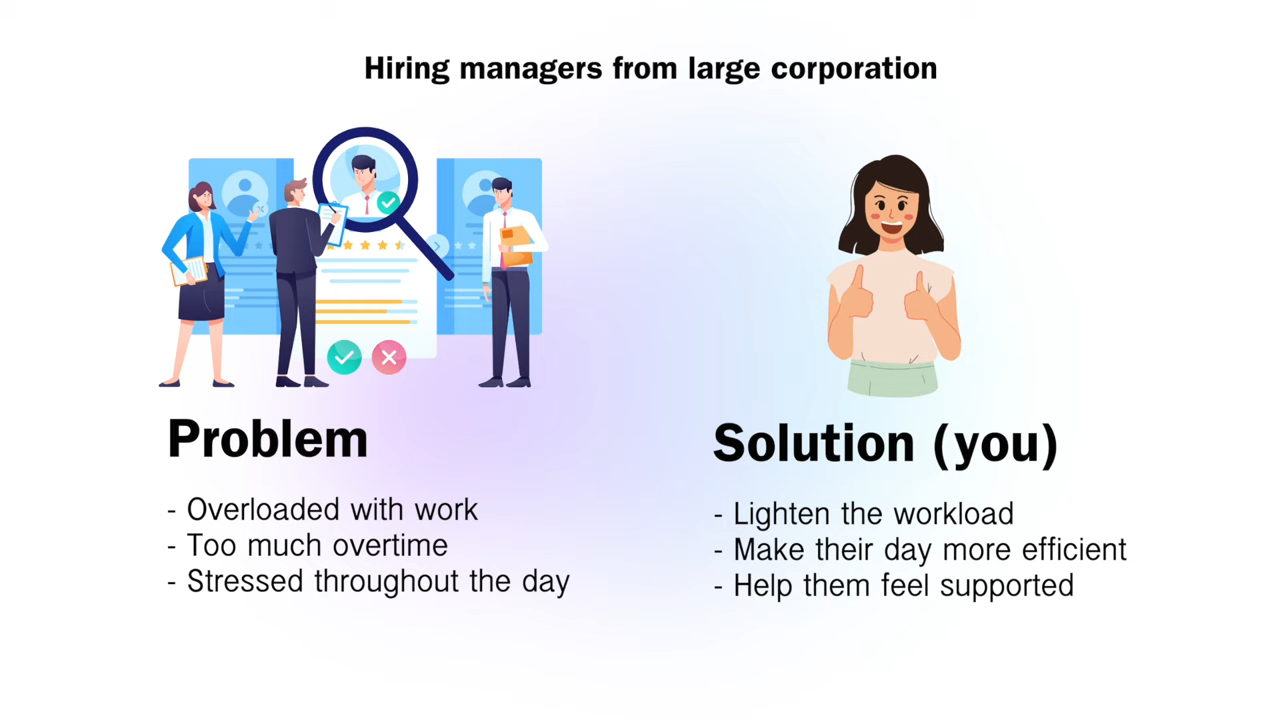 Hiring managers from large corporation
Problem
- Overloaded with work
- Too much overtime
- Stressed throughout the day
Solution (you)
- Lighten the workload
- Make their day more efficient
- Help them feel supported